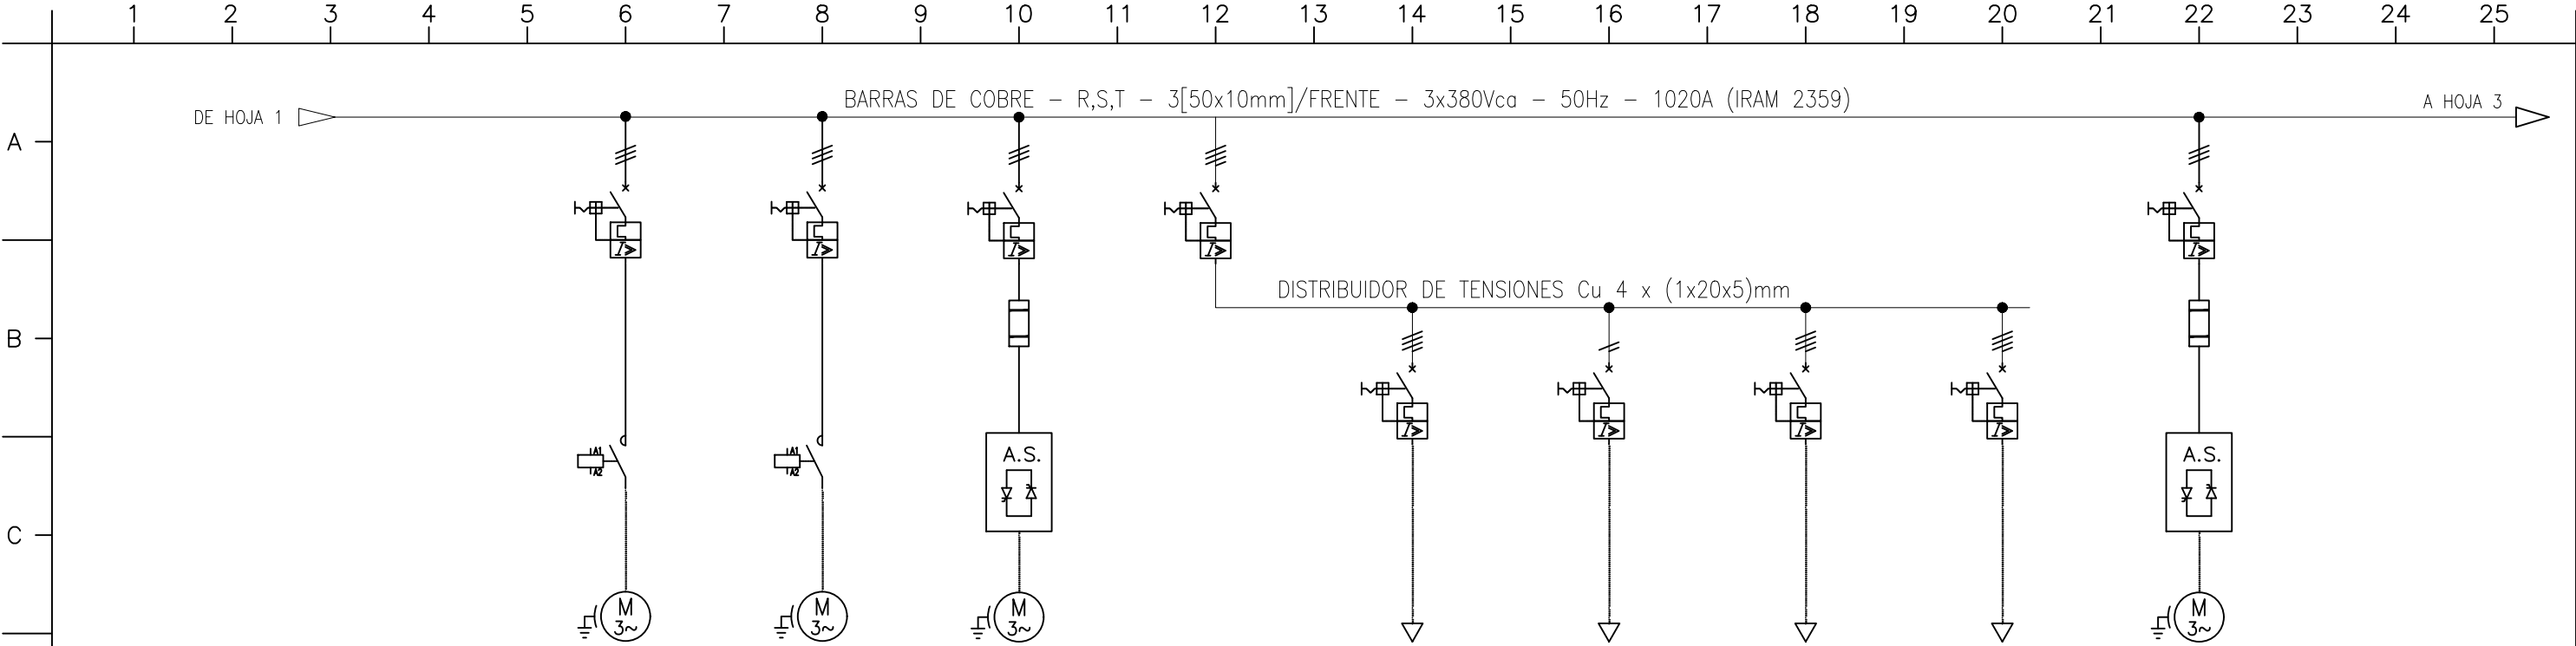 1 2 3 4 5 6 7 8 9 10 11 12 13 14 15 16 17 18 19 20 21 22 23 24 25
BARRAS DE COBRE – R,S,T – 3[50x10mm]/FRENTE – 3x380Vca – 50Hz – 1020A (IRAM 2359)
DE HOJA 1
A HOJA 3
A
I> I> I> I> I>
DISTRIBUIDOR DE TENSIONES Cu 4 x (1x20x5)mm
B
I> I> I> I>
A1 A1
A2 A2
A.S. A.S.
C
M M M M
3~ 3~ 3~ 3~